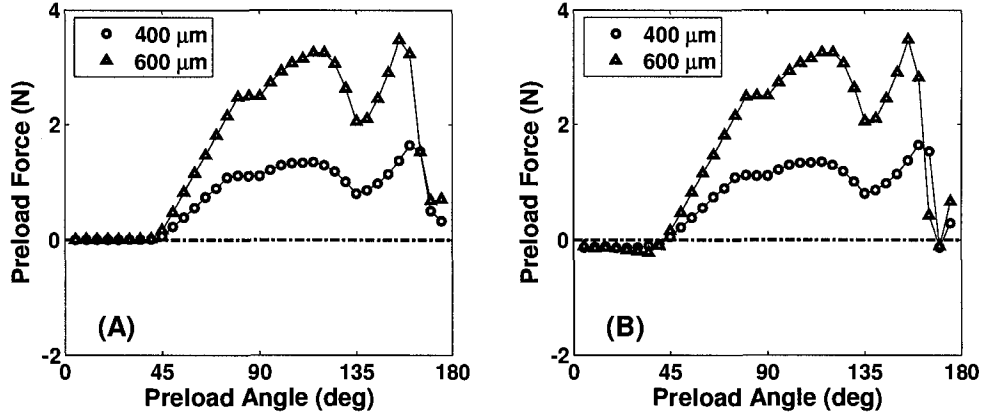 4
2
0
-2
Preload Force (N)
400 μm
600 μm
(A)
0 45 90 135 180
Preload Angle (deg)
4
2
0
-2
Preload Force (N)
400 μm
600 μm
(B)
0 45 90 135 180
Preload Angle (deg)